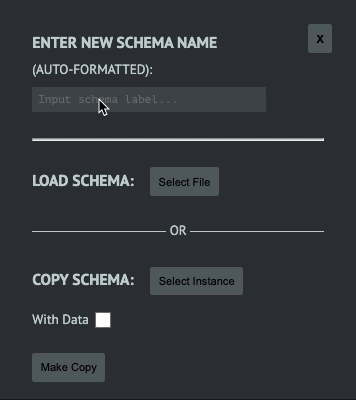 ENTER NEW SCHEMA NAME
X
(AUTO-FORMATTED):
Input schema label...
LOAD SCHEMA:
Select File
OR
COPY SCHEMA:
Select Instance
With Data
Make Copy